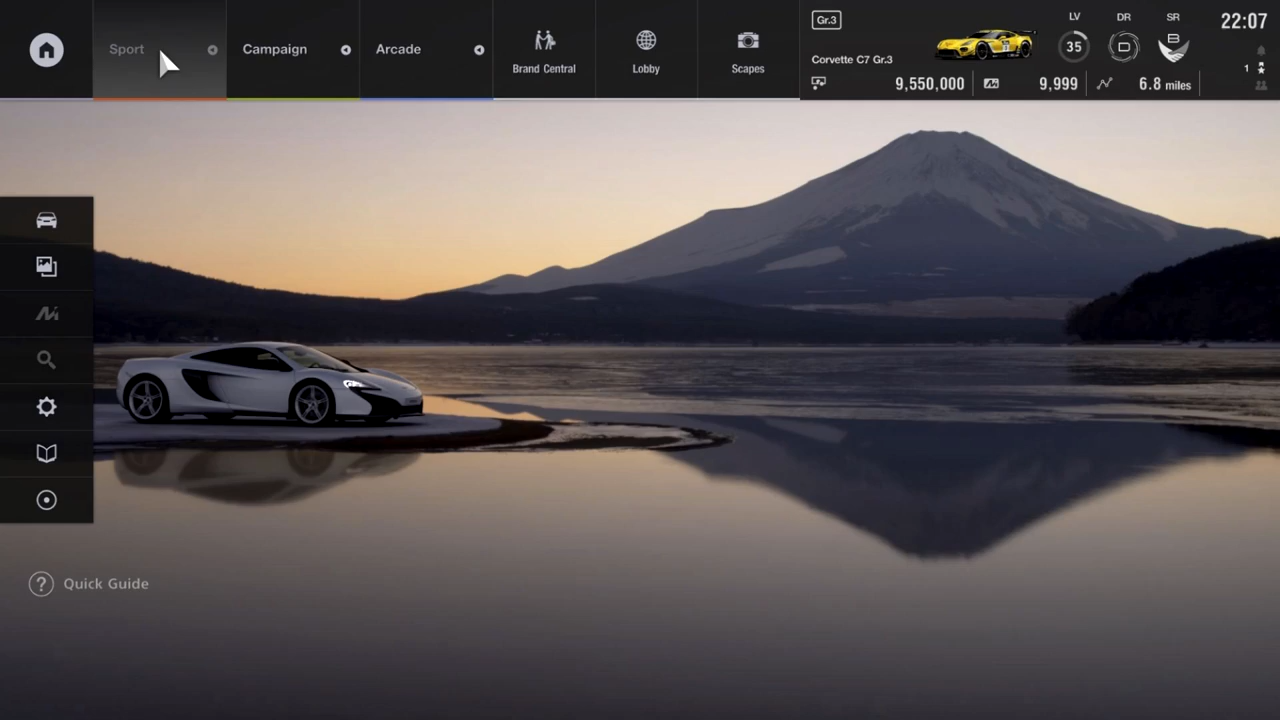 Sport
Campaign
Arcade
Brand Central
Lobby
Scapes
Gr.3
Corvette C7 Gr.3
LV
35
DR
D
SR
B
22:07
1
9,550,000
9,999
6.8 miles
Quick Guide